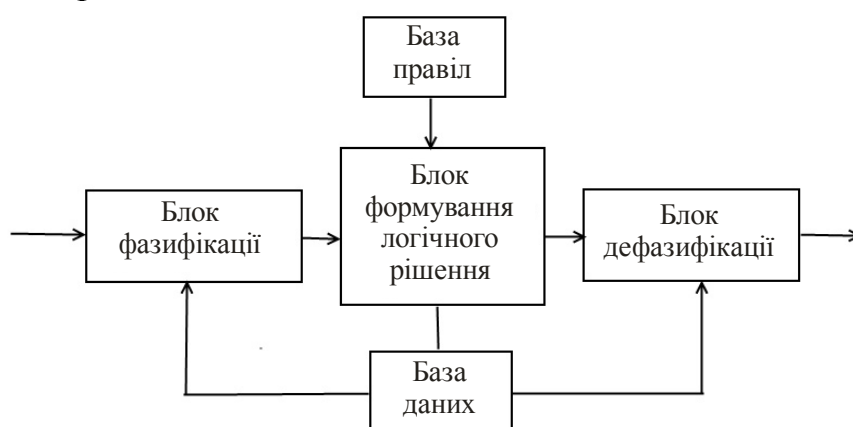 База
правіл
Блок
фазифікації
Блок
формування
логічного
рішення
Блок
дефазифікації
База
даних